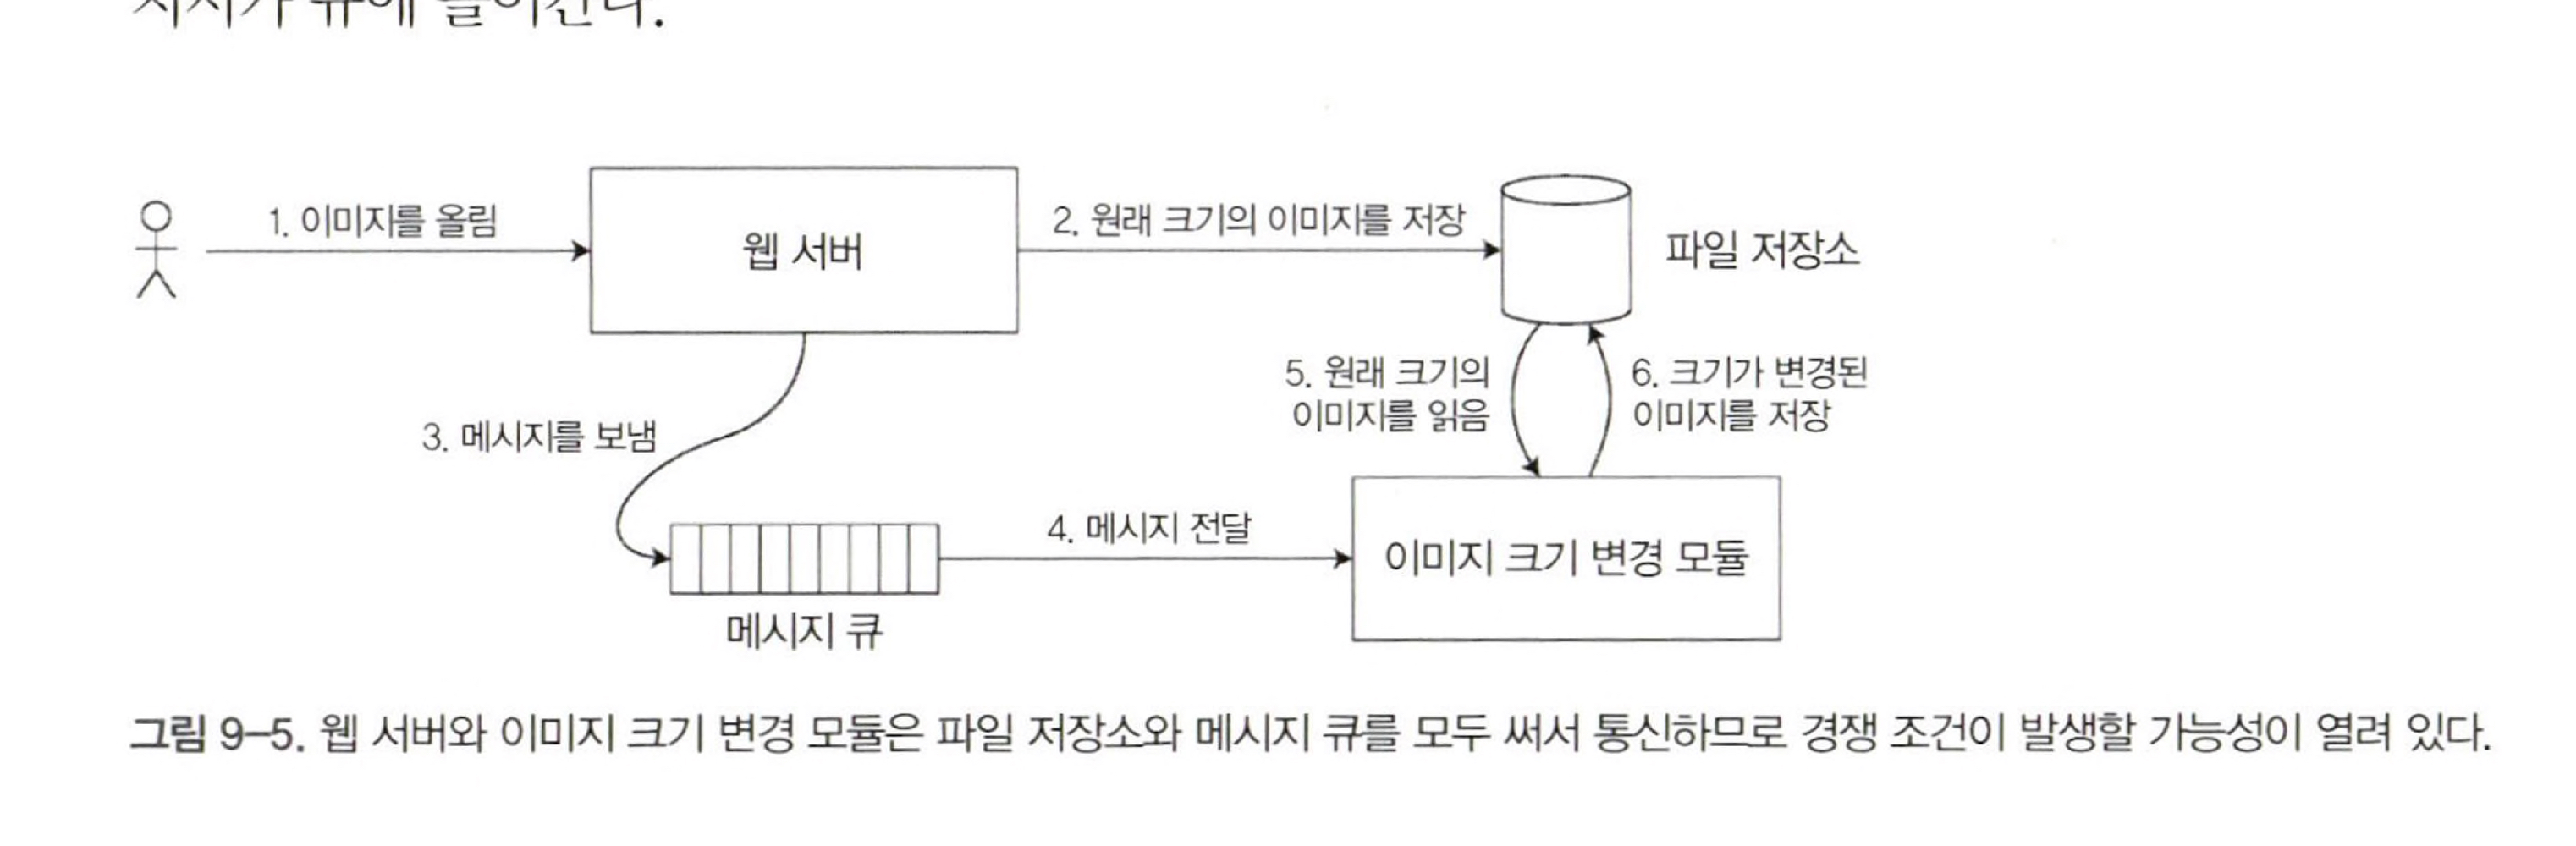 큐에 들어간다.
1. 이미지를 올림
웹 서버
2. 원래 크기의 이미지를 저장
파일 저장소
3. 메시지를 보냄
5. 원래 크기의
이미지를 읽음
6. 크기가 변경된
이미지를 저장
4. 메시지 전달
이미지 크기 변경 모듈
메시지 큐
그림 9-5. 웹 서버와 이미지 크기 변경 모듈은 파일 저장소와 메시지 큐를 모두 써서 통신하므로 경쟁 조건이 발생할 가능성이 열려 있다.